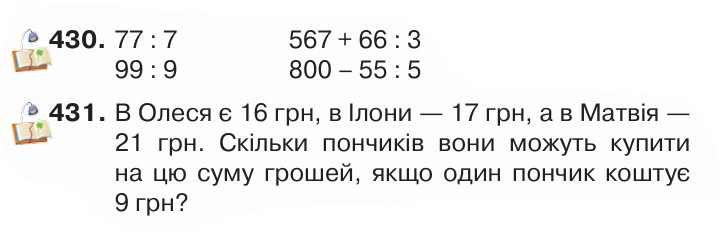 430. 77 : 7 567 + 66 : 3
99 : 9 800 – 55 : 5
431. В Олеся є 16 грн, в Ілони — 17 грн, а в Матвія —
21 грн. Скільки пончиків вони можуть купити
на цю суму грошей, якщо один пончик коштує
9 грн?